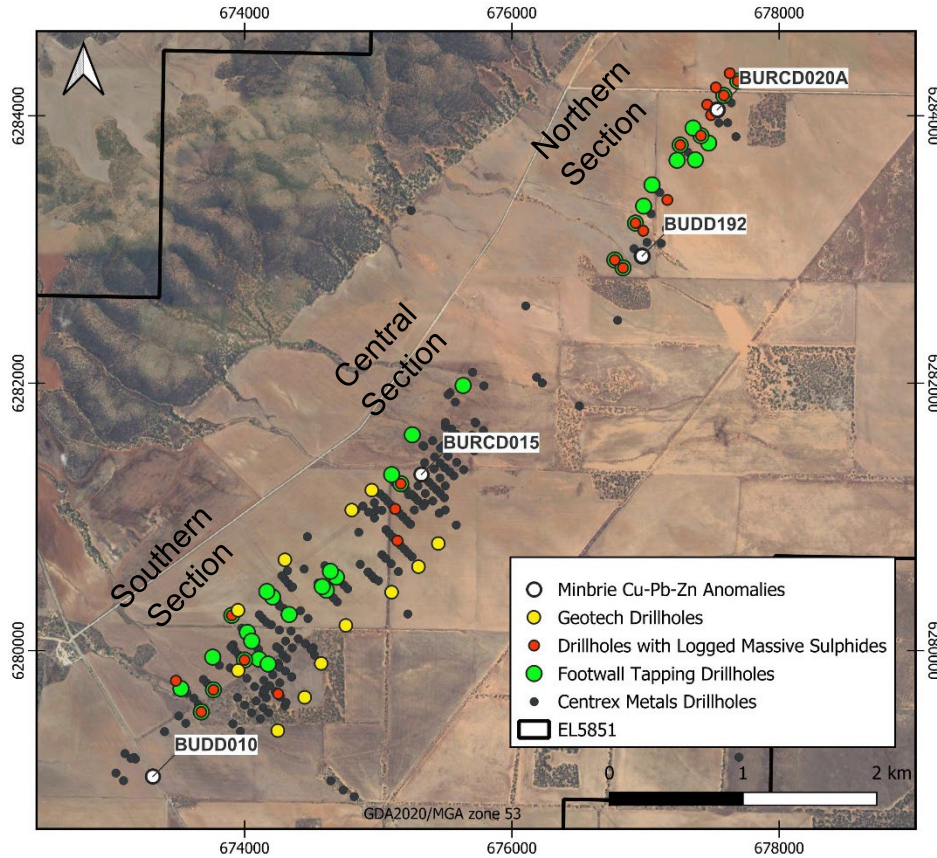 674000
676000
678000
BURCD020A
6284000
6284000
Northern
Section
BUDD192
Central
Section
6282000
6282000
BURCD015
Southern
Section
Minbrie Cu-Pb-Zn Anomalies
Geotech Drillholes
Drillholes with Logged Massive Sulphides
Footwall Tapping Drillholes
Centrex Metals Drillholes
EL5851
6280000
6280000
BUDD010
0 1 2 km
GDA2020/MGA zone 53
674000
676000
678000